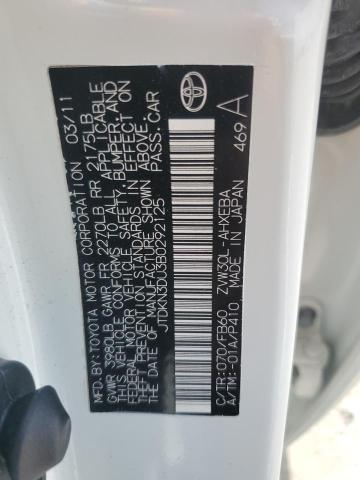 MFD.BY:TOYOTA MOTOR CORPORATION 03/11
GVWR 3980LB GAWR FR 2270LB RR 2175LB
THIS VEHICLE CONFORMS TO ALL APPLICABLE
FEDERAL MOTOR VEHICLE SAFETY, BUMPER, AND
THEFT PREVENTION STANDARDS IN EFFECT
ON THE DATE OF MANUFACTURE SHOWN ABOVE.
JTDKN3DU3B0292125 PASS.CAR
C/TR:070/FB60 ZVW30L-AHXEBA
A/TM:-01A/P410 MADE IN JAPAN
TOYOTA
469 A